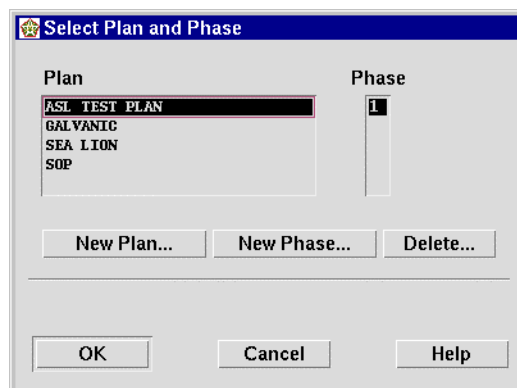 Select Plan and Phase
Plan Phase
ASL TEST PLAN 1
GALVANIC
SEA LION
SOP
New Plan... New Phase... Delete...
OK Cancel Help